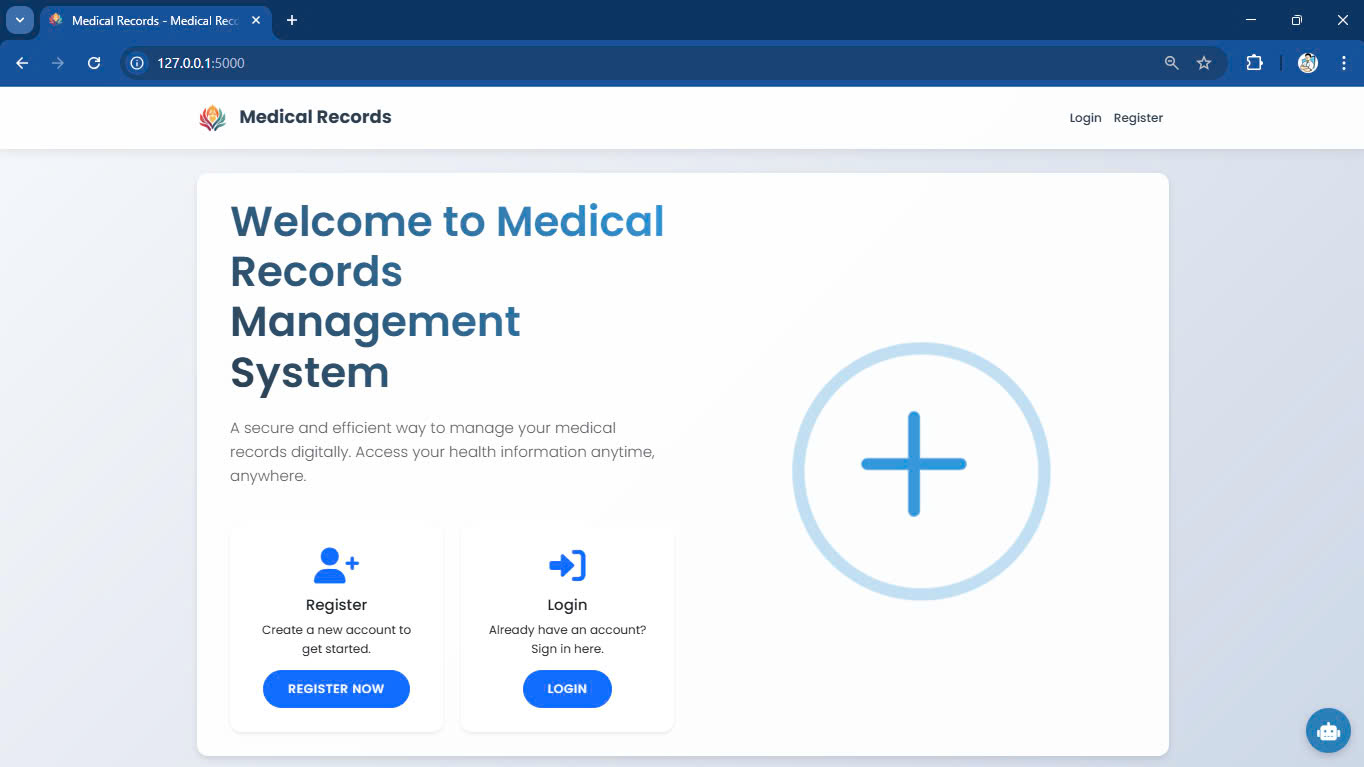 Medical Records - Medical Rec
127.0.0.1:5000
Medical Records
Login Register
Welcome to Medical
Records
Management
System
A secure and efficient way to manage your medical
records digitally. Access your health information anytime,
anywhere.
Register
Create a new account to
get started.
REGISTER NOW
Login
Already have an account?
Sign in here.
LOGIN